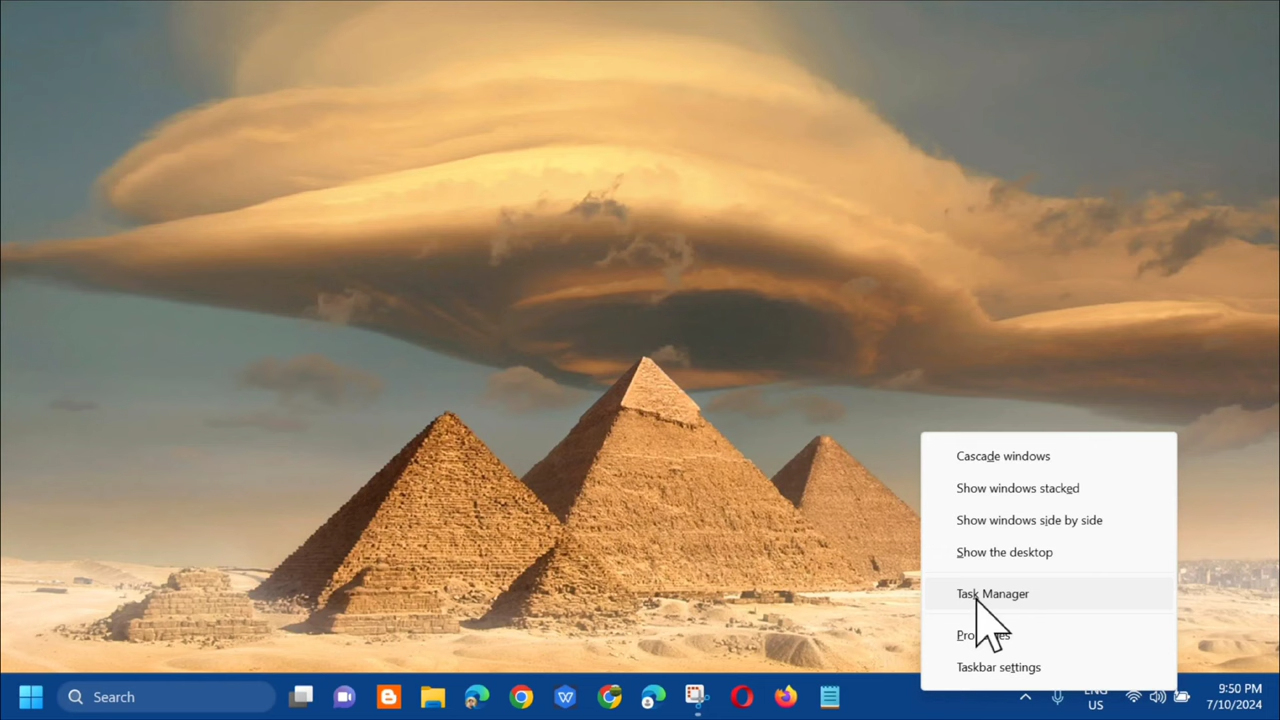 Cascade windows
Show windows stacked
Show windows side by side
Show the desktop
Task Manager
Taskbar settings
Search
ENG
US
9:50 PM
7/10/2024